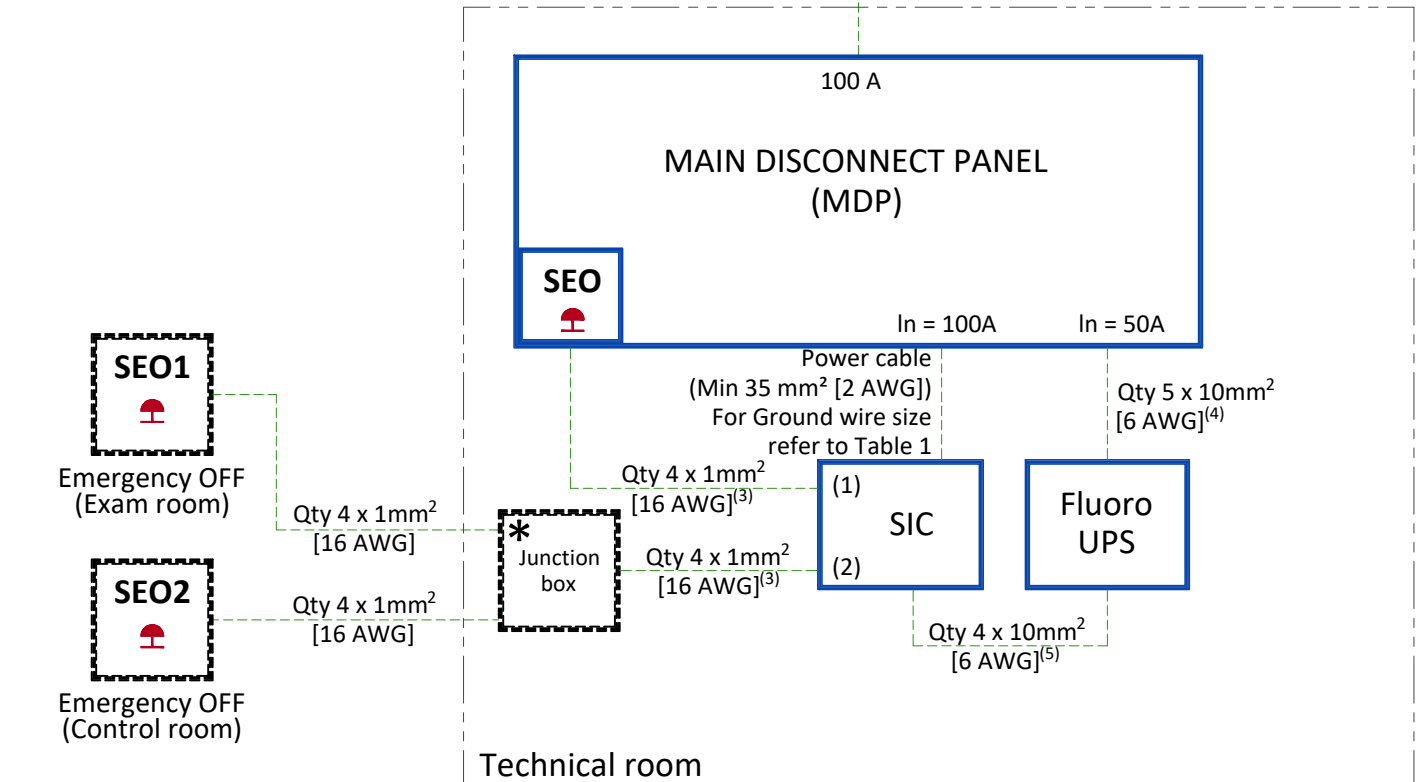 100 A
MAIN DISCONNECT PANEL
(MDP)
SEO
In = 100A
In = 50A
Power cable
(Min 35 mm² [2 AWG])
For Ground wire size
refer to Table 1
Qty 5 x 10mm²
[6 AWG]⁽⁴⁾
SEO1
Emergency OFF
(Exam room)
Qty 4 x 1mm²
[16 AWG]
Qty 4 x 1mm²
[16 AWG]⁽³⁾
(1)
SIC
(2)
Fluoro
UPS
*
Junction
box
Qty 4 x 1mm²
[16 AWG]⁽³⁾
SEO2
Emergency OFF
(Control room)
Qty 4 x 1mm²
[16 AWG]
Qty 4 x 10mm²
[6 AWG]⁽⁵⁾
Technical room